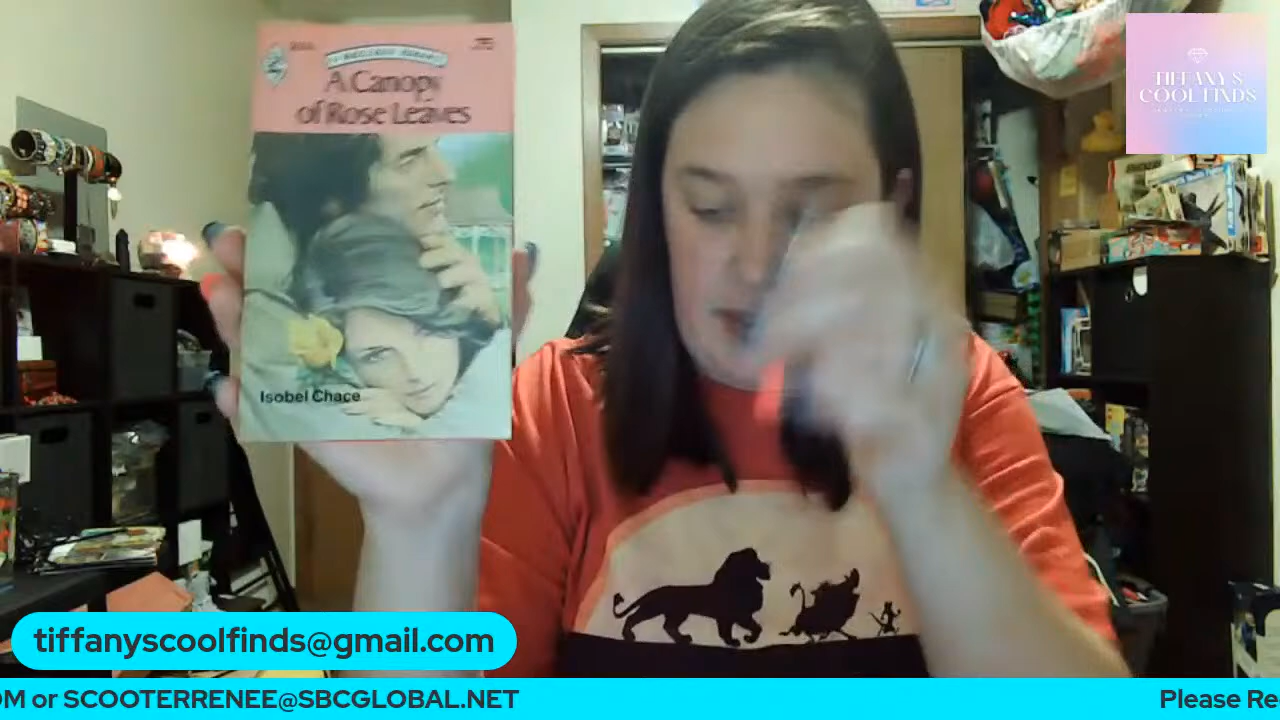 A Canopy
of Rose Leaves
Isobel Chace
TIFFANY'S
COOL FINDS
tiffanyscoolfinds@gmail.com
OM or SCOOTERRENEE@SBCGLOBAL.NET
Please Re